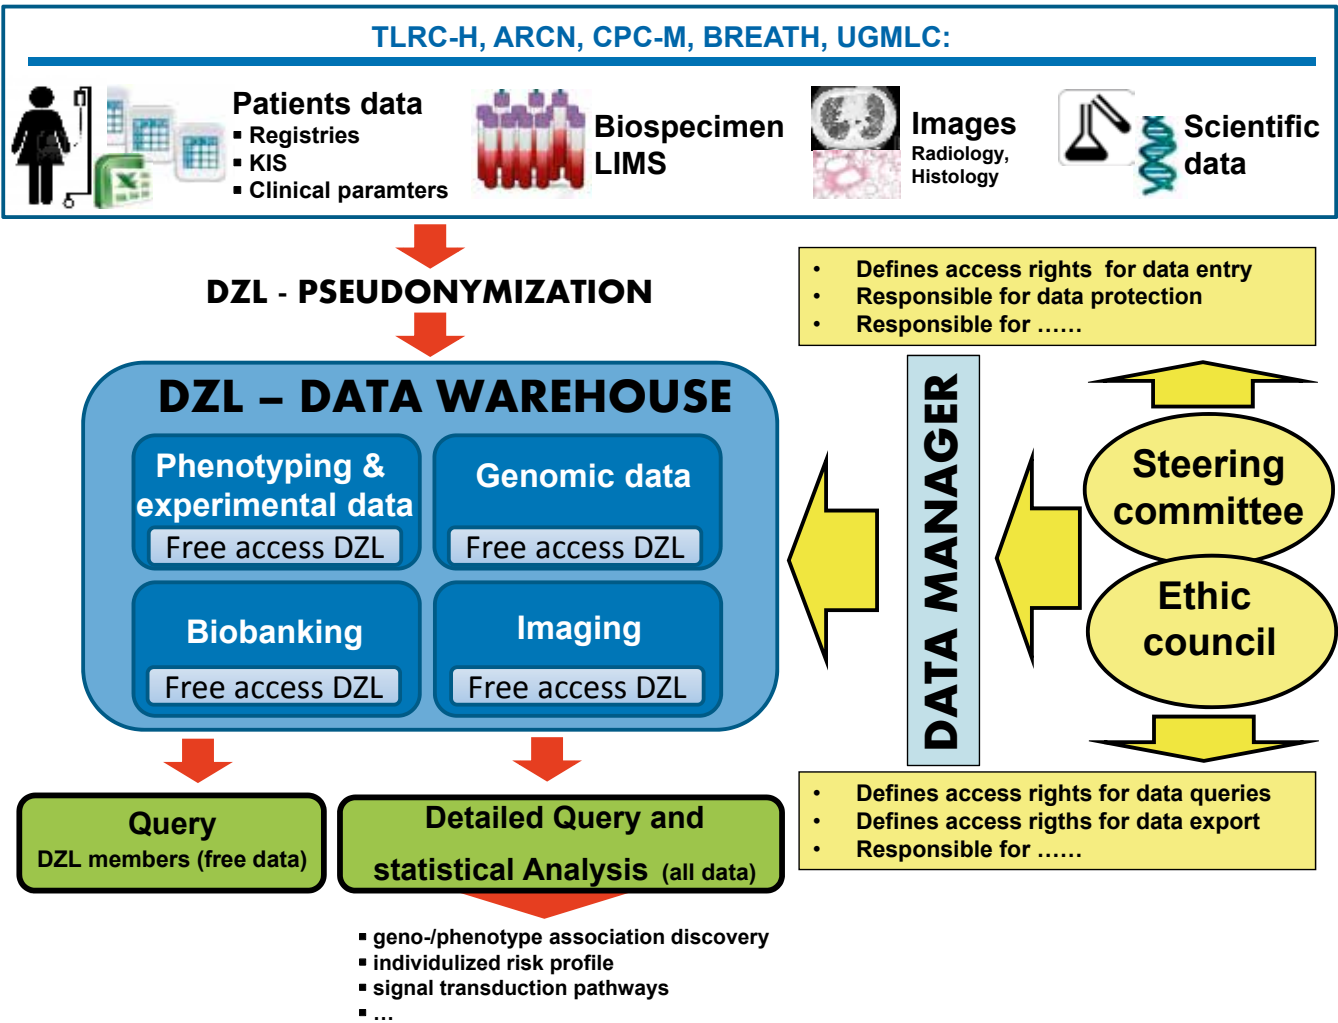 TLRC-H, ARCN, CPC-M, BREATH, UGMLC:
Patients data
▪ Registries
▪ KIS
▪ Clinical paramters
Biospecimen
LIMS
Images
Radiology,
Histology
Scientific
data
DZL - PSEUDONYMIZATION
DZL – DATA WAREHOUSE
Phenotyping &
experimental data
Free access DZL
Genomic data
Free access DZL
Biobanking
Free access DZL
Imaging
Free access DZL
Query
DZL members (free data)
Detailed Query and
statistical Analysis (all data)
▪ geno-/phenotype association discovery
▪ individulized risk profile
▪ signal transduction pathways
▪ ...
DATA MANAGER
• Defines access rights for data entry
• Responsible for data protection
• Responsible for ......
Steering
committee
Ethic
council
• Defines access rights for data queries
• Defines access rigths for data export
• Responsible for ......